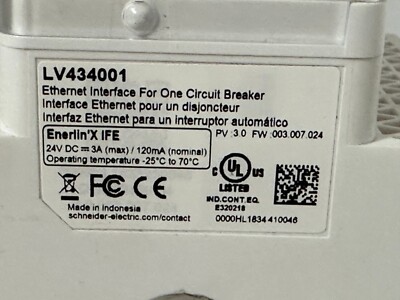 LV434001
Ethernet Interface For One Circuit Breaker
Interface Ethernet pour un disjoncteur
Interfaz Ethernet para un interruptor automático
Enerlin'X IFE
PV :3.0 FW :003.007.024
24V DC ⎓ 3A (max) / 120mA (nominal)
Operating temperature -25°C to 70°C
FC CE
C UL US
LISTED
IND.CONT.EQ.
E320218
Made in Indonesia
schneider-electric.com/contact
0000HL1834410046